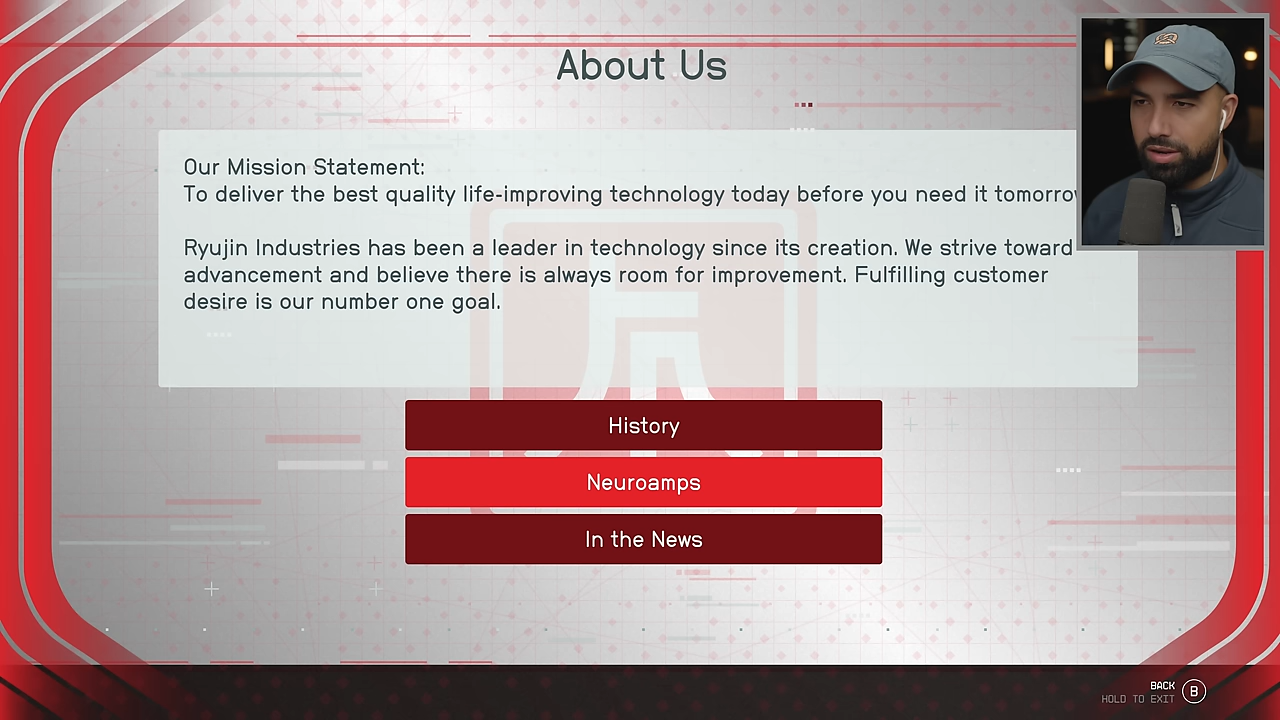 About Us
Our Mission Statement:
To deliver the best quality life-improving technology today before you need it
Ryujin Industries has been a leader in technology since its creation. We strive toward
advancement and believe there is always room for improvement. Fulfilling customer
desire is our number one goal.
History
Neuroamps
In the News
BACK
HOLD TO EXIT
B